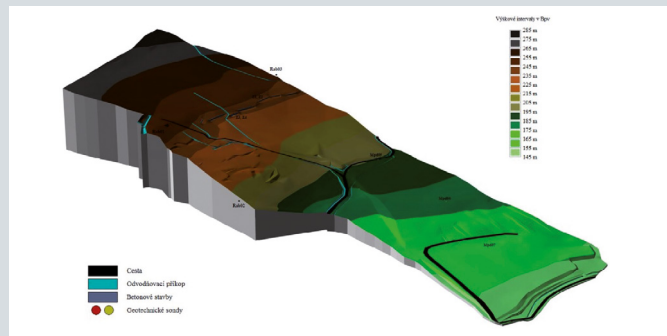 Výškové intervaly v Bpv
285 m
275 m
265 m
255 m
245 m
235 m
225 m
215 m
205 m
195 m
185 m
175 m
165 m
155 m
145 m
Cesta
Odvodňovací příkop
Betonové stavby
Geotechnické sondy